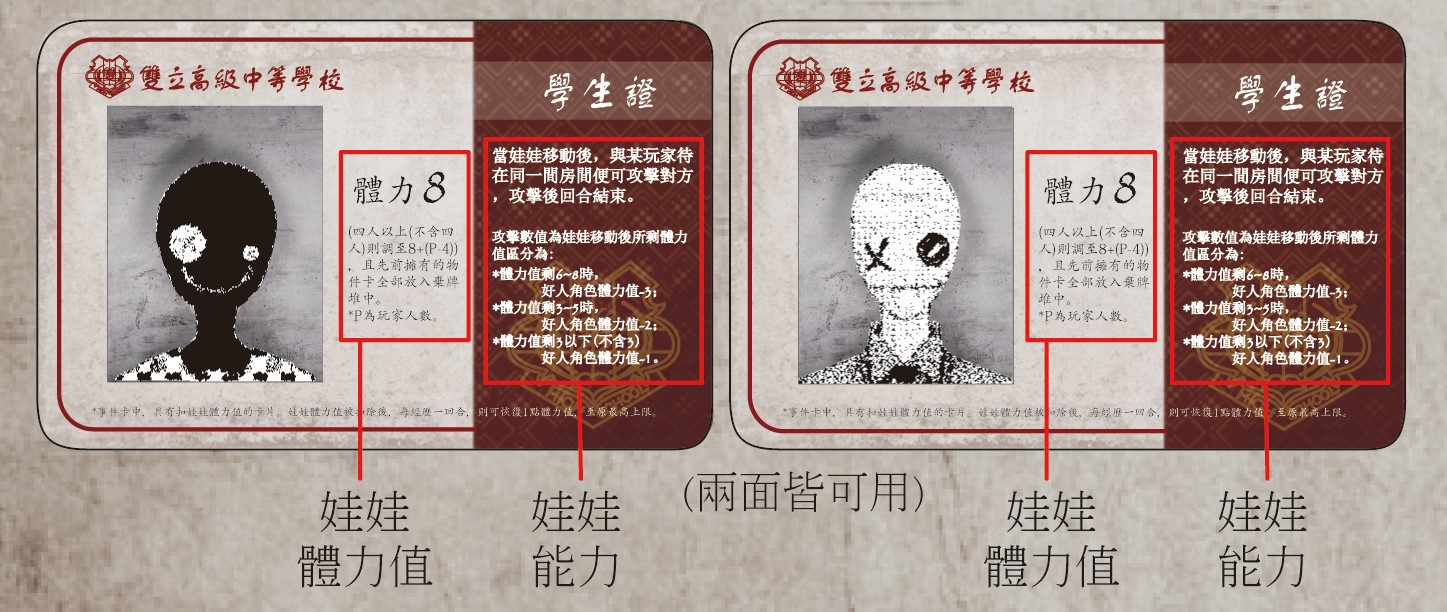 雙立高級中等學校
學生證
體力8
(四人以上(不含四
人)則調至8+(P-4))
，且先前擁有的物
件卡全部放入棄牌
堆中。
*P為玩家人數。
當娃娃移動後，與某玩家待
在同一間房間便可攻擊對方
，攻擊後回合結束。
攻擊數值為娃娃移動後所剩體力
值區分為:
*體力值剩6~8時，
好人角色體力值-3；
*體力值剩3~5時，
好人角色體力值-2；
*體力值剩3以下(不含3)
好人角色體力值-1。
*事件卡中，具有扣娃娃體力值的卡片。娃娃體力值被扣除後，每經歷一回合，則可恢復1點體力值，至原最高上限。
娃娃
體力值
娃娃
能力
(兩面皆可用)
雙立高級中等學校
學生證
體力8
(四人以上(不含四
人)則調至8+(P-4))
，且先前擁有的物
件卡全部放入棄牌
堆中。
*P為玩家人數。
當娃娃移動後，與某玩家待
在同一間房間便可攻擊對方
，攻擊後回合結束。
攻擊數值為娃娃移動後所剩體力
值區分為:
*體力值剩6~8時，
好人角色體力值-3；
*體力值剩3~5時，
好人角色體力值-2；
*體力值剩3以下(不含3)
好人角色體力值-1。
*事件卡中，具有扣娃娃體力值的卡片。娃娃體力值被扣除後，每經歷一回合，則可恢復1點體力值，至原最高上限。
娃娃
體力值
娃娃
能力